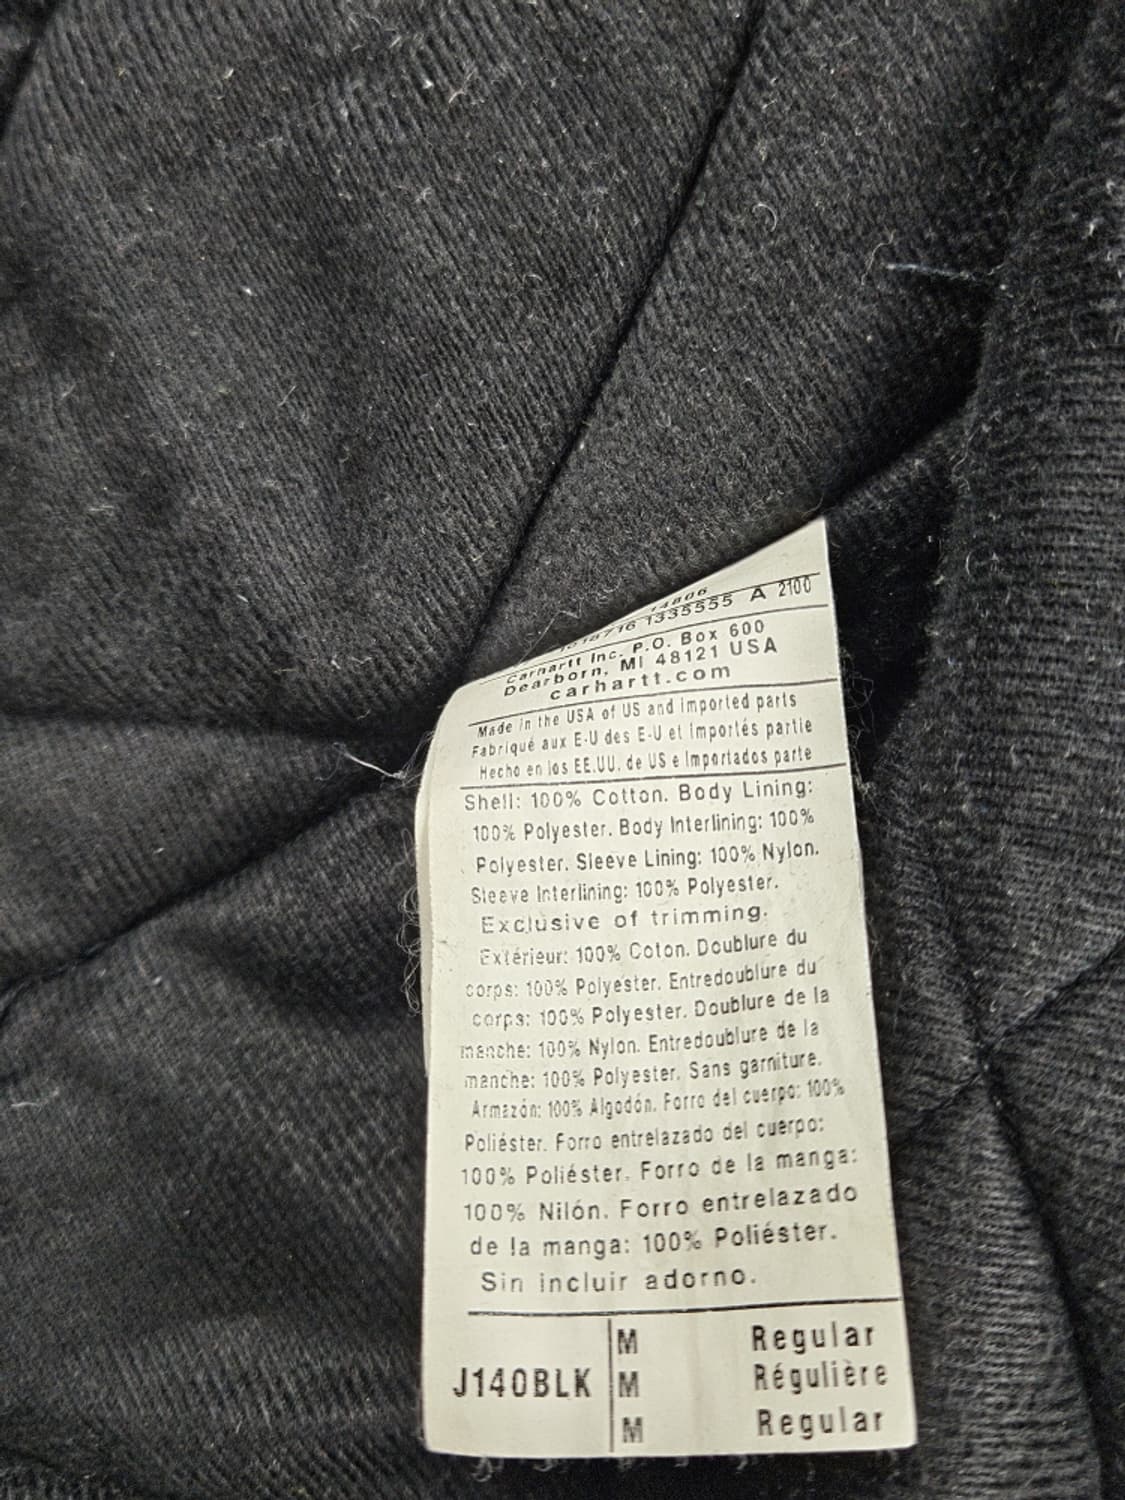 14806
18716 1335555 A 2100
Carhartt Inc. P.O. Box 600
Dearborn, MI 48121 USA
carhartt.com
Made in the USA of US and imported parts
Fabriqué aux E-U des E-U et importés partie
Hecho en los EE.UU. de US e importados parte
Shell: 100% Cotton. Body Lining:
100% Polyester. Body Interlining: 100%
Polyester. Sleeve Lining: 100% Nylon.
Sleeve Interlining: 100% Polyester.
Exclusive of trimming.
Extérieur: 100% Coton. Doublure du
corps: 100% Polyester. Entredoublure du
corps: 100% Polyester. Doublure de la
manche: 100% Nylon. Entredoublure de la
manche: 100% Polyester. Sans garniture.
Armazón: 100% Algodón. Forro del cuerpo: 100%
Poliéster. Forro entrelazado del cuerpo:
100% Poliéster. Forro de la manga:
100% Nilón. Forro entrelazado
de la manga: 100% Poliéster.
Sin incluir adorno.
M Regular
J140BLK M Régulière
M Regular